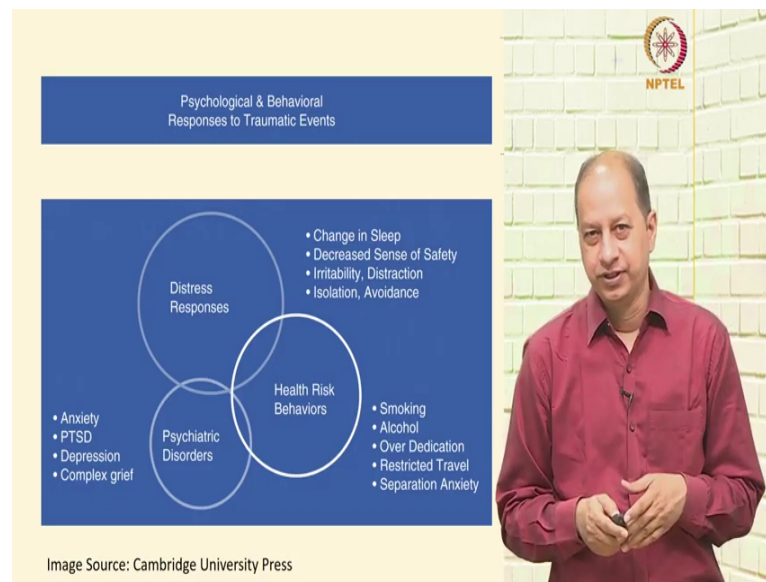 NPTEL
Psychological & Behavioral
Responses to Traumatic Events
Distress
Responses
• Change in Sleep
• Decreased Sense of Safety
• Irritability, Distraction
• Isolation, Avoidance
Health Risk
Behaviors
• Smoking
• Alcohol
• Over Dedication
• Restricted Travel
• Separation Anxiety
Psychiatric
Disorders
• Anxiety
• PTSD
• Depression
• Complex grief
Image Source: Cambridge University Press